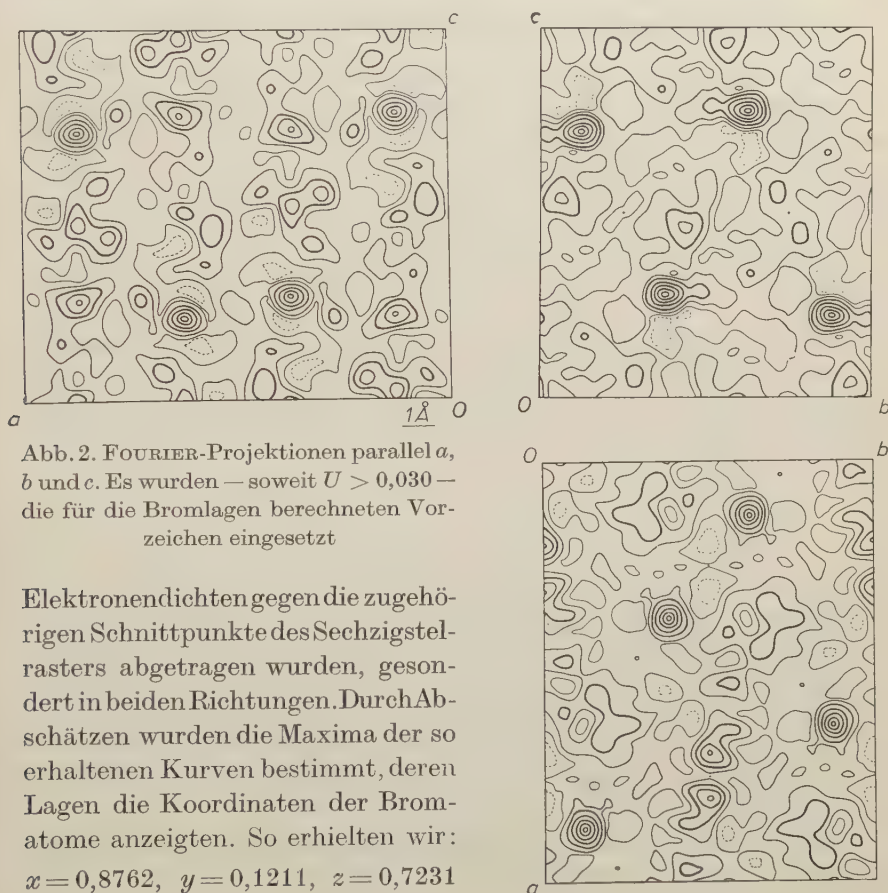 c
a
1Å
O
c
O
b
O
b
a
Abb. 2. FOURIER-Projektionen parallel a,
b und c. Es wurden — soweit U > 0,030 —
die für die Bromlagen berechneten Vor-
zeichen eingesetzt
Elektronendichten gegen die zugehö-
rigen Schnittpunkte des Sechzigstel-
rasters abgetragen wurden, geson-
dert in beiden Richtungen. Durch Ab-
schätzen wurden die Maxima der so
erhaltenen Kurven bestimmt, deren
Lagen die Koordinaten der Brom-
atome anzeigten. So erhielten wir:
x = 0,8762, y = 0,1211, z = 0,7231